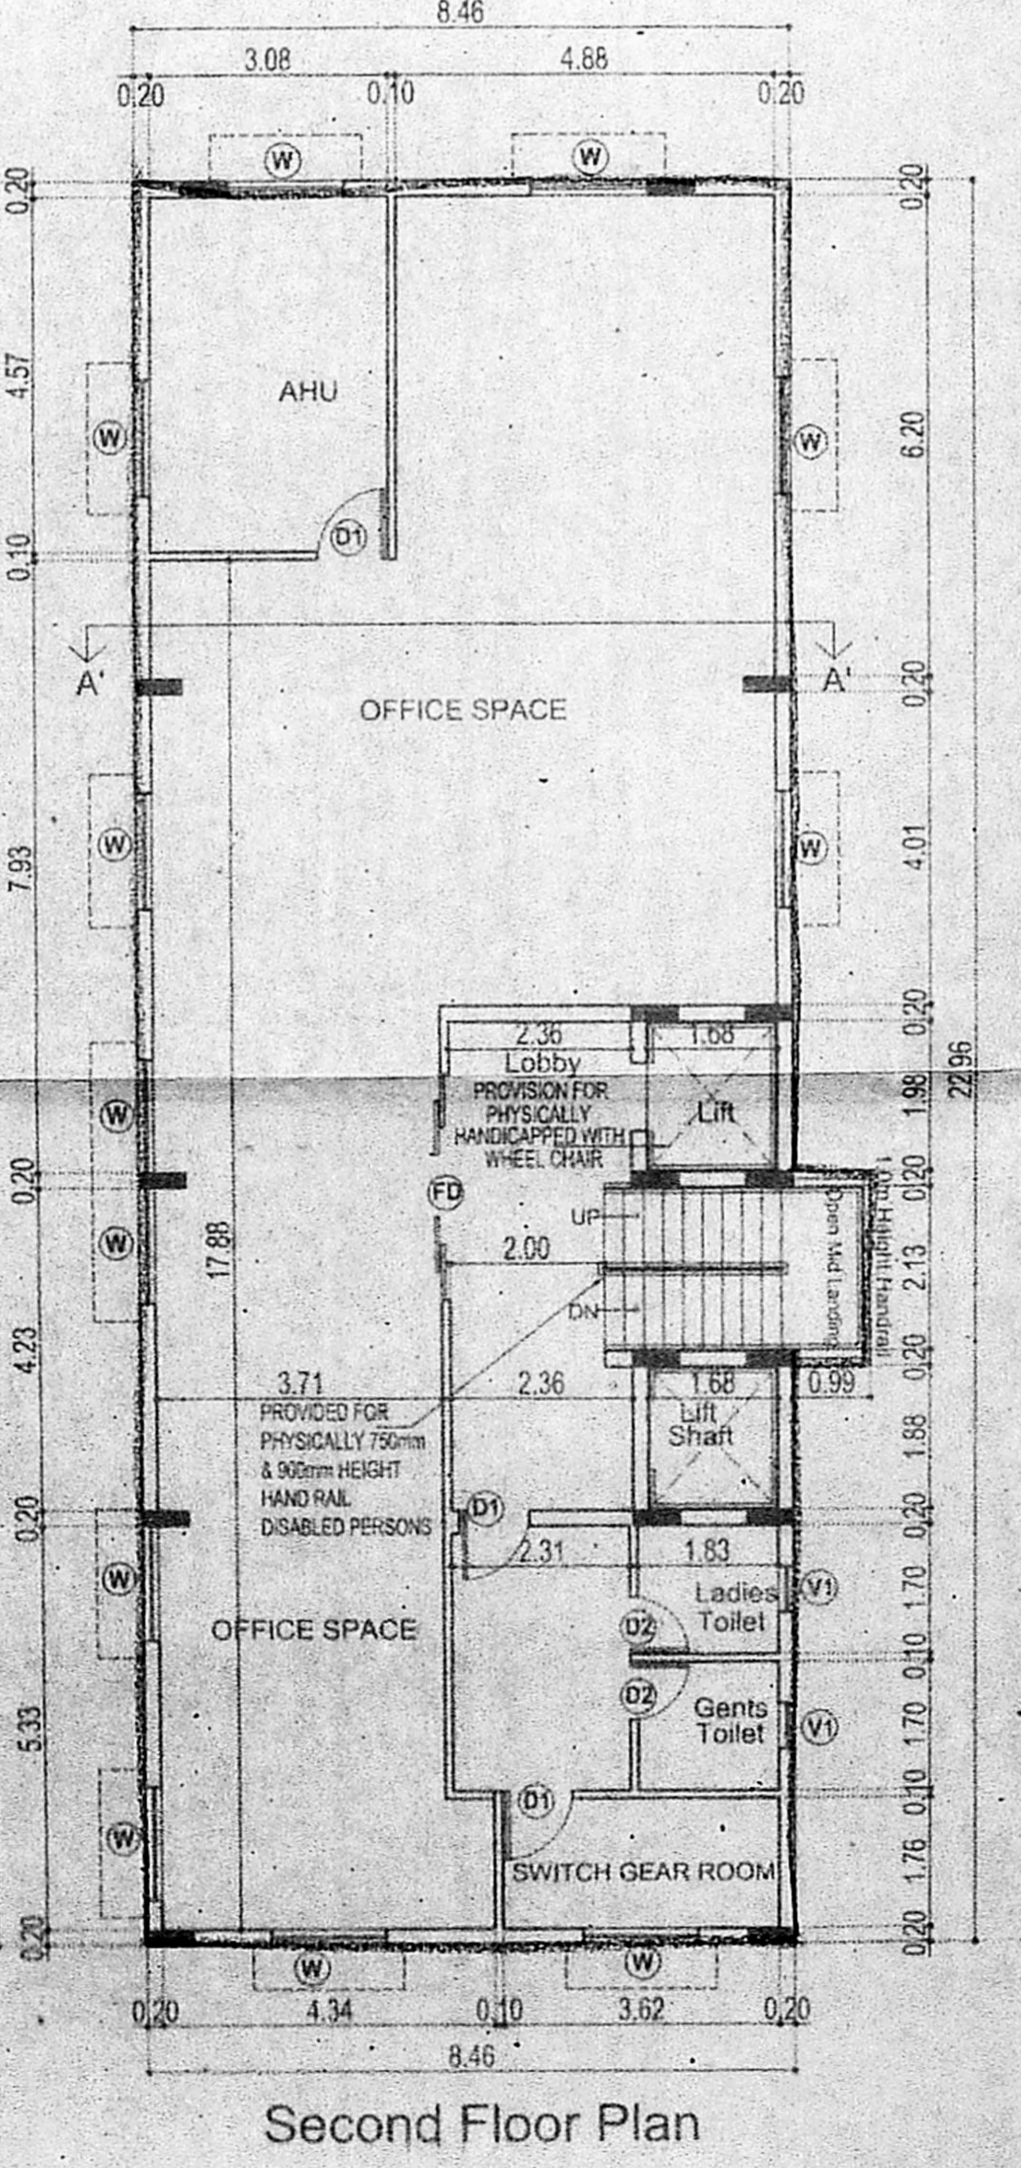 8.46
3.08 4.88
0.20 0.10 0.20
W W
0.20 0.20
4.57
AHU
W W
6.20
D1
0.10
A' A'
0.20
OFFICE SPACE
W W
7.93
4.01
0.20
2.36 1.68
Lobby
PROVISION FOR
PHYSICALLY
HANDICAPPED WITH
WHEEL CHAIR
Lift
W
1.98
22.96
0.20 0.20
FD
UP
W
2.00
17.88
Open Mid Landing
1.0m Height Handrail
2.13
DN
4.23
0.20
3.71 2.36 1.68 0.99
PROVIDED FOR
PHYSICALLY 750mm
& 900mm HEIGHT
HAND RAIL
DISABLED PERSONS
Lift
Shaft
1.88
0.20 0.20
D1
2.31 1.83
W
Ladies
Toilet
V1
1.70
D2
OFFICE SPACE
0.10
D2
Gents
Toilet
V1
1.70
5.33
D1
0.10
W
SWITCH GEAR ROOM
1.76
0.20 0.20
W W
0.20 4.34 0.10 3.62 0.20
8.46
Second Floor Plan